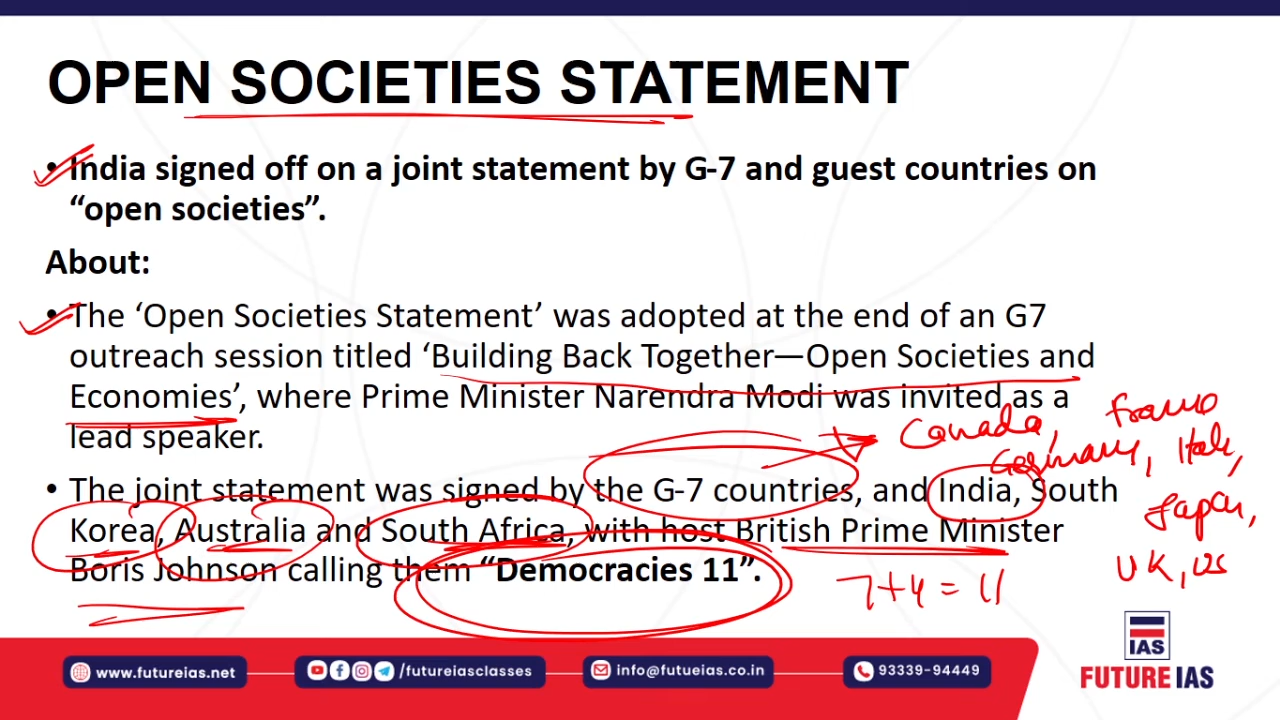 OPEN SOCIETIES STATEMENT
• India signed off on a joint statement by G-7 and guest countries on
“open societies”.
About:
• The ‘Open Societies Statement’ was adopted at the end of an G7
outreach session titled ‘Building Back Together—Open Societies and
Economies’, where Prime Minister Narendra Modi was invited as a
lead speaker.
Canada, France
Germany, Italy,
• The joint statement was signed by the G-7 countries, and India, South
Japan,
Korea, Australia and South Africa, with host British Prime Minister
Boris Johnson calling them “Democracies 11”.
UK, US
7+4 = 11
IAS
FUTURE IAS
www.futureias.net
/futureiasclasses
info@futueias.co.in
93339-94449